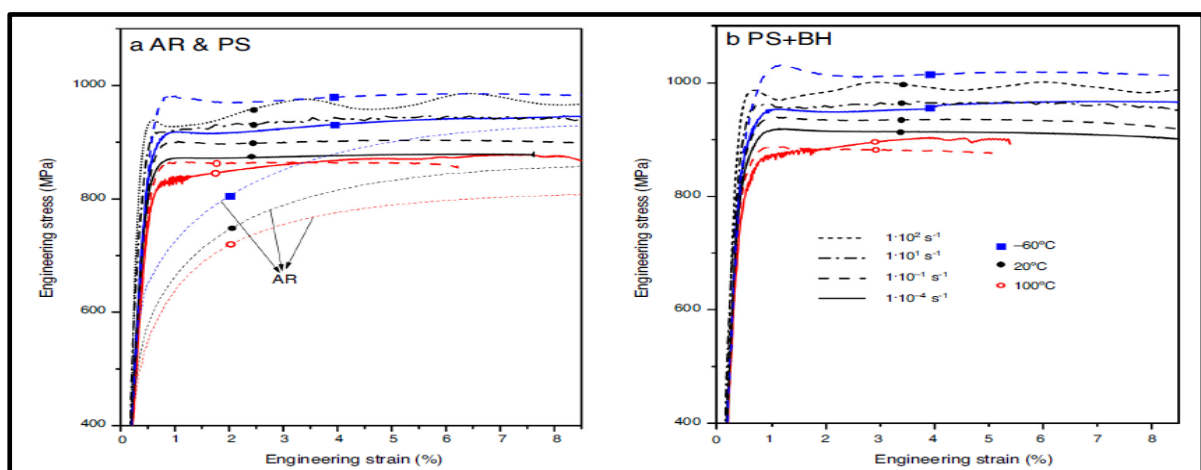 a AR & PS
1000
800
600
400
Engineering stress (MPa)
AR
0 1 2 3 4 5 6 7 8
Engineering strain (%)
b PS+BH
1000
800
600
400
Engineering stress (MPa)
1·10² s⁻¹
1·10¹ s⁻¹
1·10⁻¹ s⁻¹
1·10⁻⁴ s⁻¹
–60ºC
20ºC
100ºC
0 1 2 3 4 5 6 7 8
Engineering strain (%)